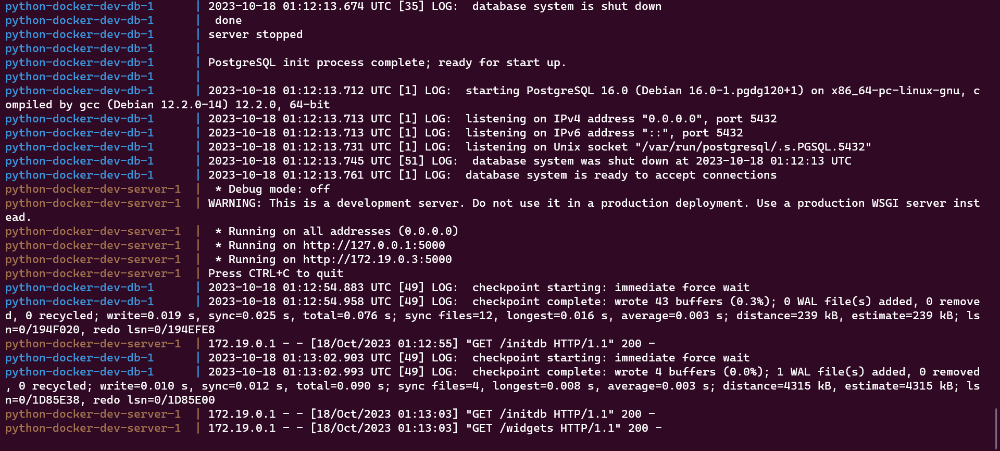 python-docker-dev-db-1      | 2023-10-18 01:12:13.674 UTC [35] LOG:  database system is shut down
python-docker-dev-db-1      |  done
python-docker-dev-db-1      | server stopped
python-docker-dev-db-1      |
python-docker-dev-db-1      | PostgreSQL init process complete; ready for start up.
python-docker-dev-db-1      |
python-docker-dev-db-1      | 2023-10-18 01:12:13.712 UTC [1] LOG:  starting PostgreSQL 16.0 (Debian 16.0-1.pgdg120+1) on x86_64-pc-linux-gnu, c
ompiled by gcc (Debian 12.2.0-14) 12.2.0, 64-bit
python-docker-dev-db-1      | 2023-10-18 01:12:13.713 UTC [1] LOG:  listening on IPv4 address "0.0.0.0", port 5432
python-docker-dev-db-1      | 2023-10-18 01:12:13.713 UTC [1] LOG:  listening on IPv6 address "::", port 5432
python-docker-dev-db-1      | 2023-10-18 01:12:13.731 UTC [1] LOG:  listening on Unix socket "/var/run/postgresql/.s.PGSQL.5432"
python-docker-dev-db-1      | 2023-10-18 01:12:13.745 UTC [51] LOG:  database system was shut down at 2023-10-18 01:12:13 UTC
python-docker-dev-db-1      | 2023-10-18 01:12:13.761 UTC [1] LOG:  database system is ready to accept connections
python-docker-dev-server-1  |  * Debug mode: off
python-docker-dev-server-1  | WARNING: This is a development server. Do not use it in a production deployment. Use a production WSGI server inst
ead.
python-docker-dev-server-1  |  * Running on all addresses (0.0.0.0)
python-docker-dev-server-1  |  * Running on http://127.0.0.1:5000
python-docker-dev-server-1  |  * Running on http://172.19.0.3:5000
python-docker-dev-server-1  | Press CTRL+C to quit
python-docker-dev-db-1      | 2023-10-18 01:12:54.883 UTC [49] LOG:  checkpoint starting: immediate force wait
python-docker-dev-db-1      | 2023-10-18 01:12:54.958 UTC [49] LOG:  checkpoint complete: wrote 43 buffers (0.3%); 0 WAL file(s) added, 0 remove
d, 0 recycled; write=0.019 s, sync=0.025 s, total=0.076 s; sync files=12, longest=0.016 s, average=0.003 s; distance=239 kB, estimate=239 kB; ls
n=0/194F020, redo lsn=0/194EFE8
python-docker-dev-server-1  | 172.19.0.1 - - [18/Oct/2023 01:12:55] "GET /initdb HTTP/1.1" 200 -
python-docker-dev-db-1      | 2023-10-18 01:13:02.903 UTC [49] LOG:  checkpoint starting: immediate force wait
python-docker-dev-db-1      | 2023-10-18 01:13:02.993 UTC [49] LOG:  checkpoint complete: wrote 4 buffers (0.0%); 1 WAL file(s) added, 0 removed
, 0 recycled; write=0.010 s, sync=0.012 s, total=0.090 s; sync files=4, longest=0.008 s, average=0.003 s; distance=4315 kB, estimate=4315 kB; ls
n=0/1D85E38, redo lsn=0/1D85E00
python-docker-dev-server-1  | 172.19.0.1 - - [18/Oct/2023 01:13:03] "GET /initdb HTTP/1.1" 200 -
python-docker-dev-server-1  | 172.19.0.1 - - [18/Oct/2023 01:13:03] "GET /widgets HTTP/1.1" 200 -